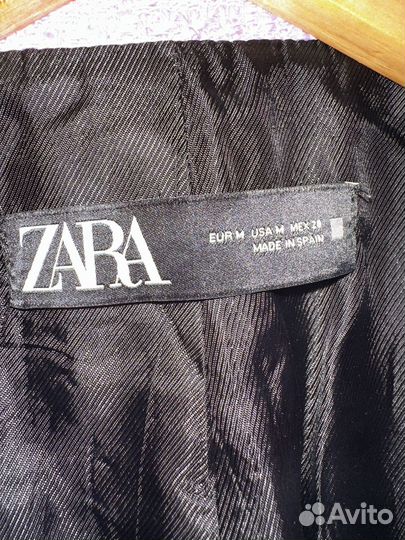 ZARA
EUR M USA M MEX 28
MADE IN SPAIN
Avito